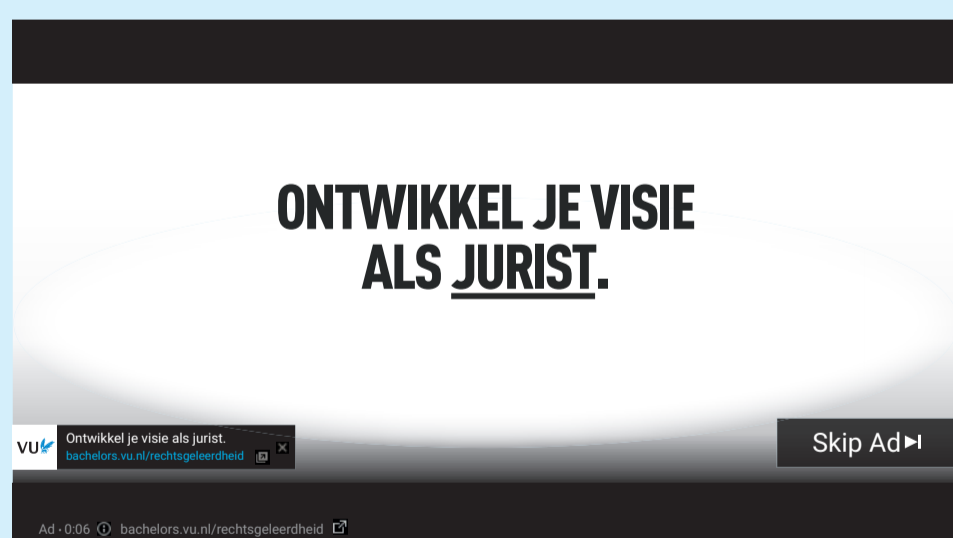 ONTWIKKEL JE VISIE
ALS JURIST.
VU
Ontwikkel je visie als jurist.
bachelors.vu.nl/rechtsgeleerdheid
Skip Ad
Ad · 0:06 bachelors.vu.nl/rechtsgeleerdheid